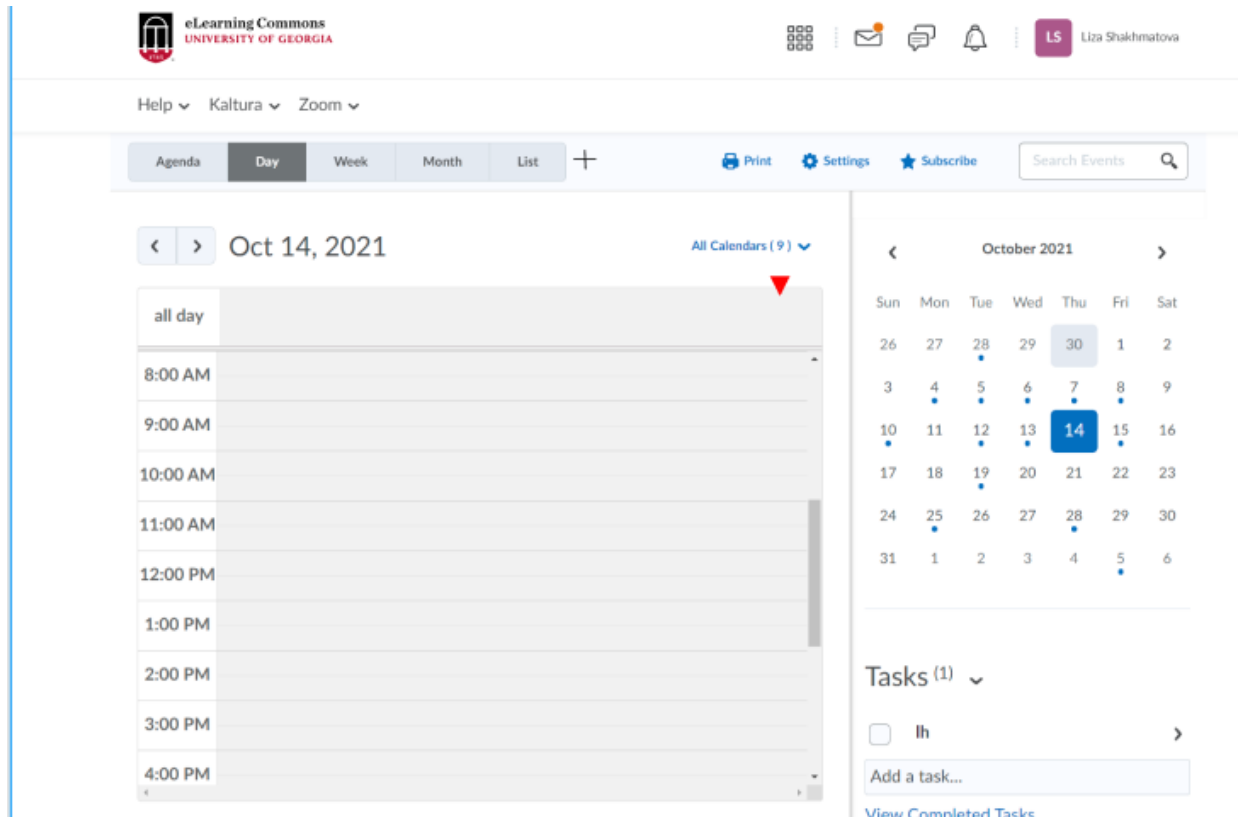 eLearning Commons
UNIVERSITY OF GEORGIA
LS Liza Shakhmatova
Help Kaltura Zoom
Agenda Day Week Month List Print Settings Subscribe Search Events
Oct 14, 2021 All Calendars ( 9 )
all day
8:00 AM
9:00 AM
10:00 AM
11:00 AM
12:00 PM
1:00 PM
2:00 PM
3:00 PM
4:00 PM
October 2021
Sun Mon Tue Wed Thu Fri Sat
26 27 28 29 30 1 2
3 4 5 6 7 8 9
10 11 12 13 14 15 16
17 18 19 20 21 22 23
24 25 26 27 28 29 30
31 1 2 3 4 5 6
Tasks (1)
Add a task...
View Completed Tasks